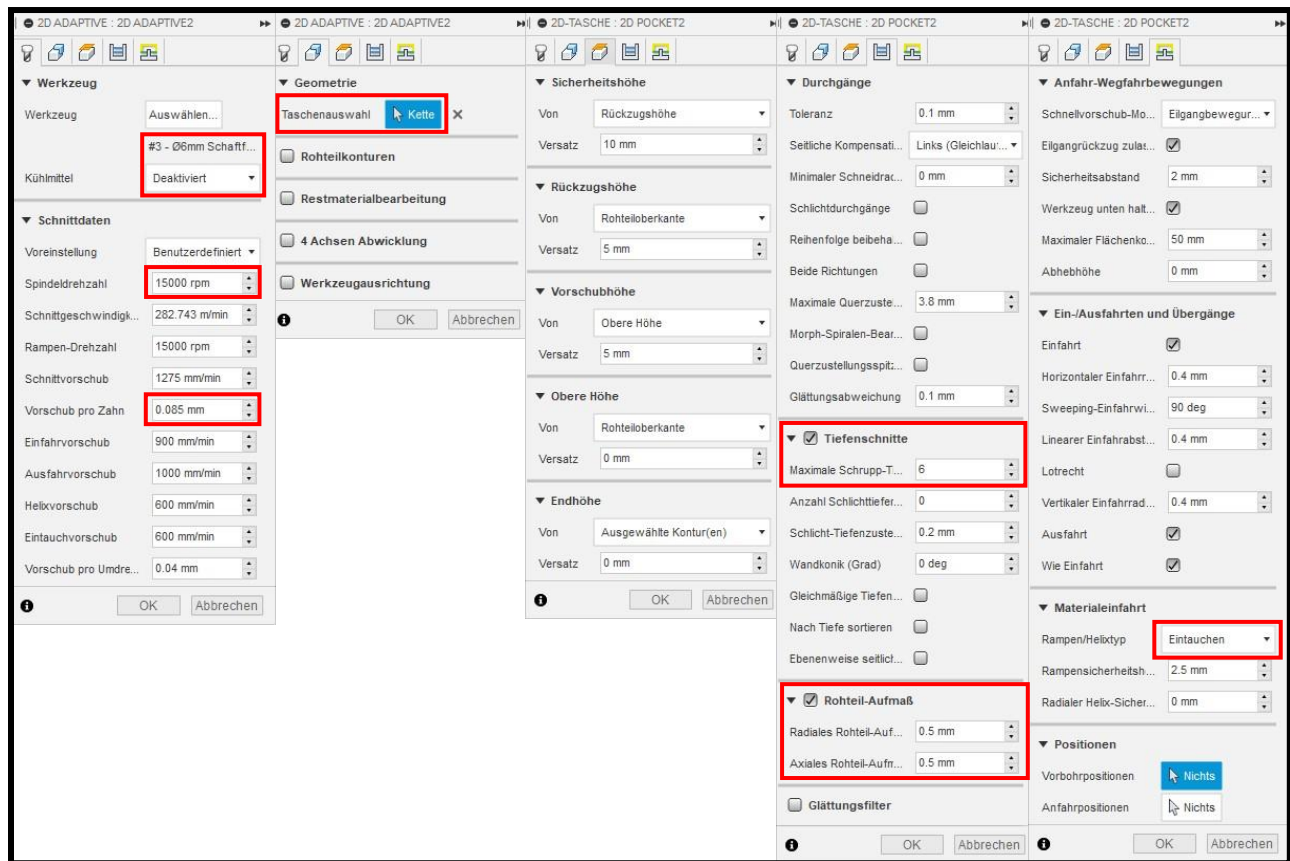 2D ADAPTIVE : 2D ADAPTIVE2
Werkzeug
Werkzeug Auswählen...
#3 - Ø6mm Schaftf...
Kühlmittel Deaktiviert
Schnittdaten
Voreinstellung Benutzerdefiniert
Spindeldrehzahl 15000 rpm
Schnittgeschwindigk... 282.743 m/min
Rampen-Drehzahl 15000 rpm
Schnittvorschub 1275 mm/min
Vorschub pro Zahn 0.085 mm
Einfahrvorschub 900 mm/min
Ausfahrvorschub 1000 mm/min
Helixvorschub 600 mm/min
Eintauchvorschub 600 mm/min
Vorschub pro Umdre... 0.04 mm
OK Abbrechen
2D ADAPTIVE : 2D ADAPTIVE2
Geometrie
Taschenauswahl Kette
Rohteilkonturen
Restmaterialbearbeitung
4 Achsen Abwicklung
Werkzeugausrichtung
OK Abbrechen
2D-TASCHE : 2D POCKET2
Sicherheitshöhe
Von Rückzugshöhe
Versatz 10 mm
Rückzugshöhe
Von Rohteiloberkante
Versatz 5 mm
Vorschubhöhe
Von Obere Höhe
Versatz 5 mm
Obere Höhe
Von Rohteiloberkante
Versatz 0 mm
Endhöhe
Von Ausgewählte Kontur(en)
Versatz 0 mm
OK Abbrechen
2D-TASCHE : 2D POCKET2
Durchgänge
Toleranz 0.1 mm
Seitliche Kompensati... Links (Gleichlau...
Minimaler Schneidrac... 0 mm
Schlichtdurchgänge
Reihenfolge beibeha...
Beide Richtungen
Maximale Querzuste... 3.8 mm
Morph-Spiralen-Bear...
Querzustellungsspit...
Glättungsabweichung 0.1 mm
Tiefenschnitte
Maximale Schrupp-T... 6
Anzahl Schlichttiefer... 0
Schlicht-Tiefenzuste... 0.2 mm
Wandkonik (Grad) 0 deg
Gleichmäßige Tiefen...
Nach Tiefe sortieren
Ebenenweise seitlich...
Rohteil-Aufmaß
Radiales Rohteil-Auf... 0.5 mm
Axiales Rohteil-Aufm... 0.5 mm
Glättungsfilter
OK Abbrechen
2D-TASCHE : 2D POCKET2
Anfahr-Wegfahrbewegungen
Schnellvorschub-Mo... Eilgangbewegur...
Eilgangrückzug zulas...
Sicherheitsabstand 2 mm
Werkzeug unten halt...
Maximaler Flächenko... 50 mm
Abhebhöhe 0 mm
Ein-/Ausfahrten und Übergänge
Einfahrt
Horizontaler Einfahrr... 0.4 mm
Sweeping-Einfahrwi... 90 deg
Linearer Einfahrabst... 0.4 mm
Lotrecht
Vertikaler Einfahrrad... 0.4 mm
Ausfahrt
Wie Einfahrt
Materialeinfahrt
Rampen/Helixtyp Eintauchen
Rampensicherheitsh... 2.5 mm
Radialer Helix-Sicher... 0 mm
Positionen
Vorbohrpositionen Nichts
Anfahrpositionen Nichts
OK Abbrechen